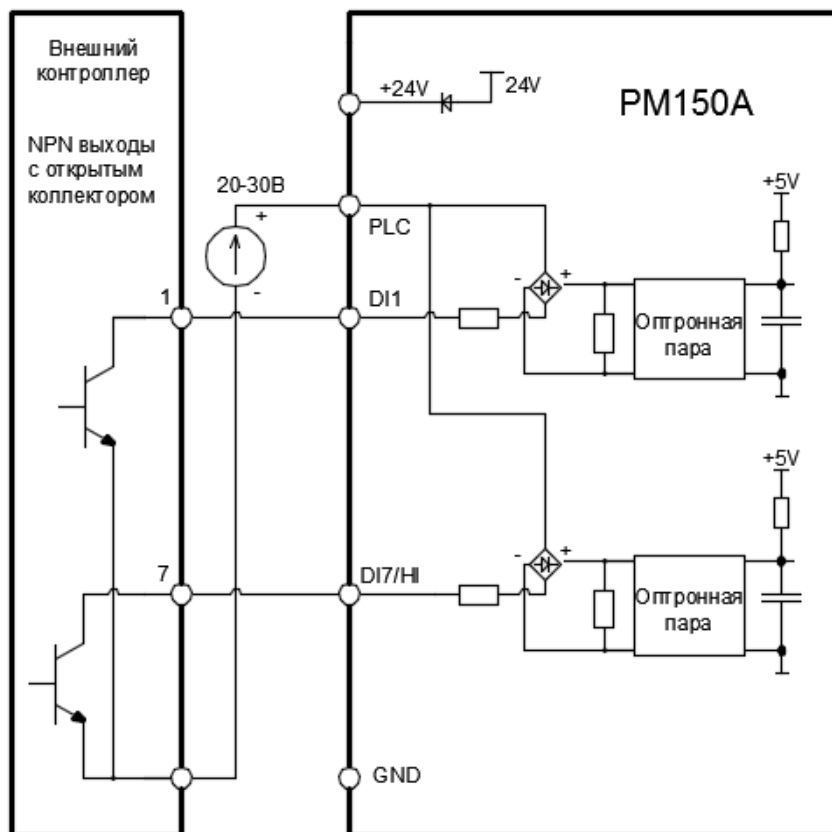 Внешний
контроллер
NPN выходы
с открытым
коллектором
20-30В
+
-
1
7
+24V
24V
PM150A
PLC
DI1
- +
+5V
Оптронная
пара
DI7/HI
- +
+5V
Оптронная
пара
GND